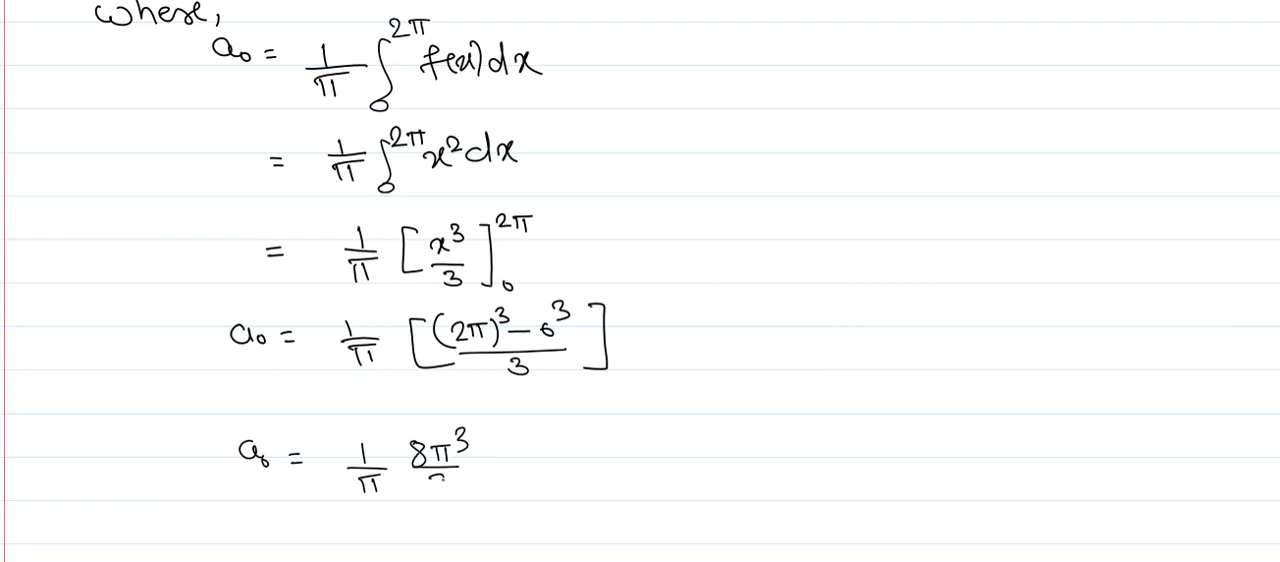 where,
a₀ = 1/π ∫₀^2π f(x)dx
= 1/π ∫₀^2π x² dx
= 1/π [x³/3]₀^2π
a₀ = 1/π [((2π)³ - 0³)/3]
a₀ = 1/π 8π³/